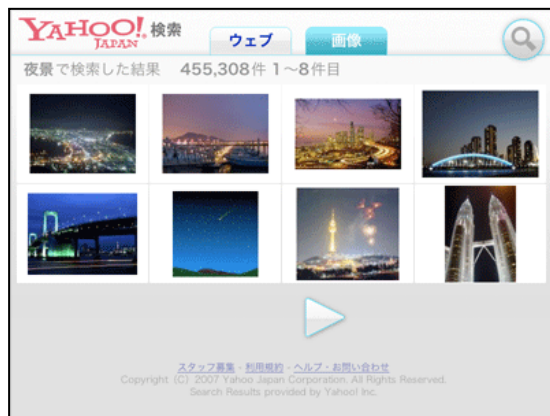 YAHOO! JAPAN 検索
ウェブ
画像
夜景で検索した結果 455,308件 1～8件目
スタッフ募集 - 利用規約 - ヘルプ・お問い合わせ
Copyright (C) 2007 Yahoo Japan Corporation. All Rights Reserved.
Search Results provided by Yahoo! Inc.